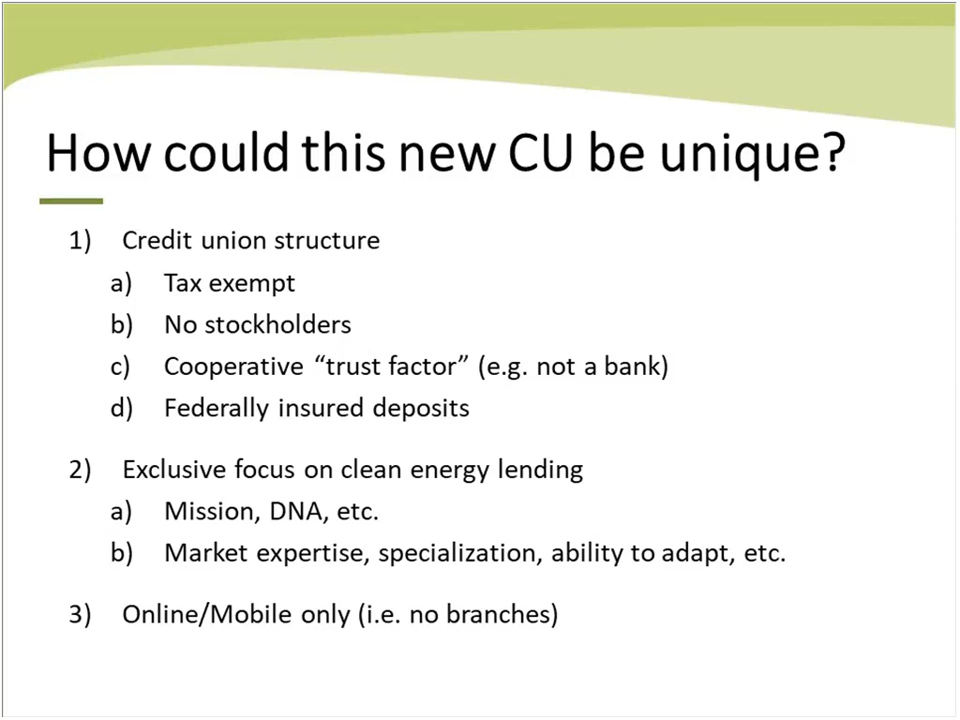 How could this new CU be unique?
1) Credit union structure
a) Tax exempt
b) No stockholders
c) Cooperative “trust factor” (e.g. not a bank)
d) Federally insured deposits
2) Exclusive focus on clean energy lending
a) Mission, DNA, etc.
b) Market expertise, specialization, ability to adapt, etc.
3) Online/Mobile only (i.e. no branches)